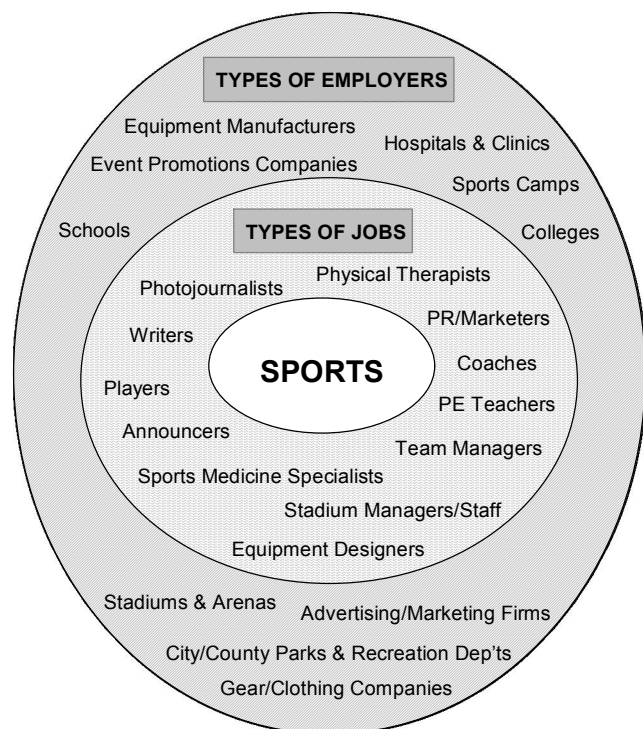 TYPES OF EMPLOYERS
Equipment Manufacturers
Hospitals & Clinics
Event Promotions Companies
Sports Camps
Schools
Colleges
TYPES OF JOBS
Physical Therapists
Photojournalists
PR/Marketers
Writers
SPORTS
Coaches
Players
PE Teachers
Announcers
Team Managers
Sports Medicine Specialists
Stadium Managers/Staff
Equipment Designers
Stadiums & Arenas
Advertising/Marketing Firms
City/County Parks & Recreation Dep'ts
Gear/Clothing Companies